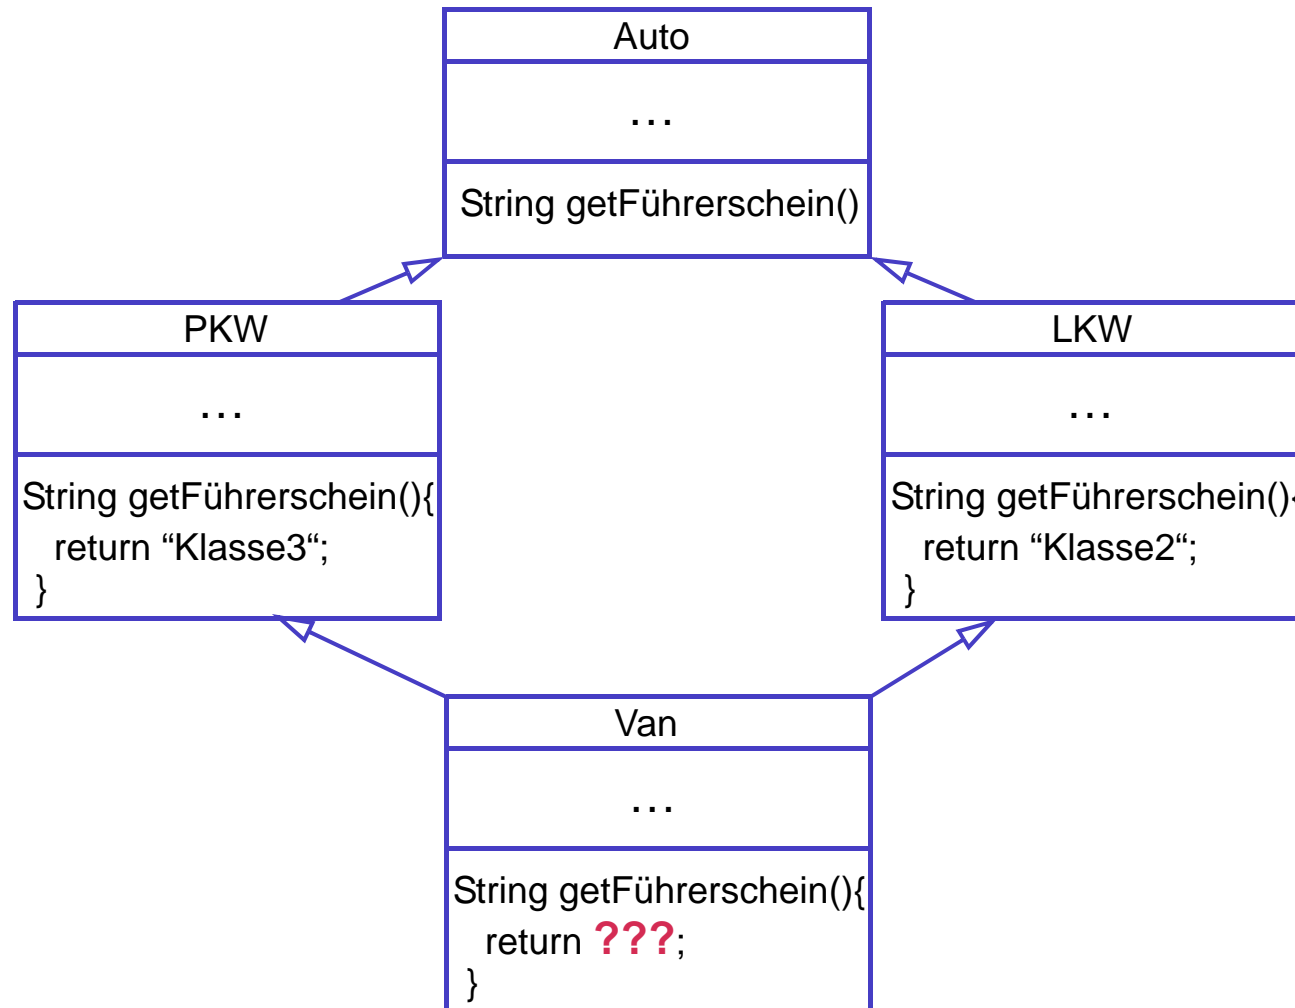 Auto
...
String getFührerschein()
PKW
...
String getFührerschein(){
return “Klasse3“;
}
LKW
...
String getFührerschein(){
return “Klasse2“;
}
Van
...
String getFührerschein(){
return ???;
}